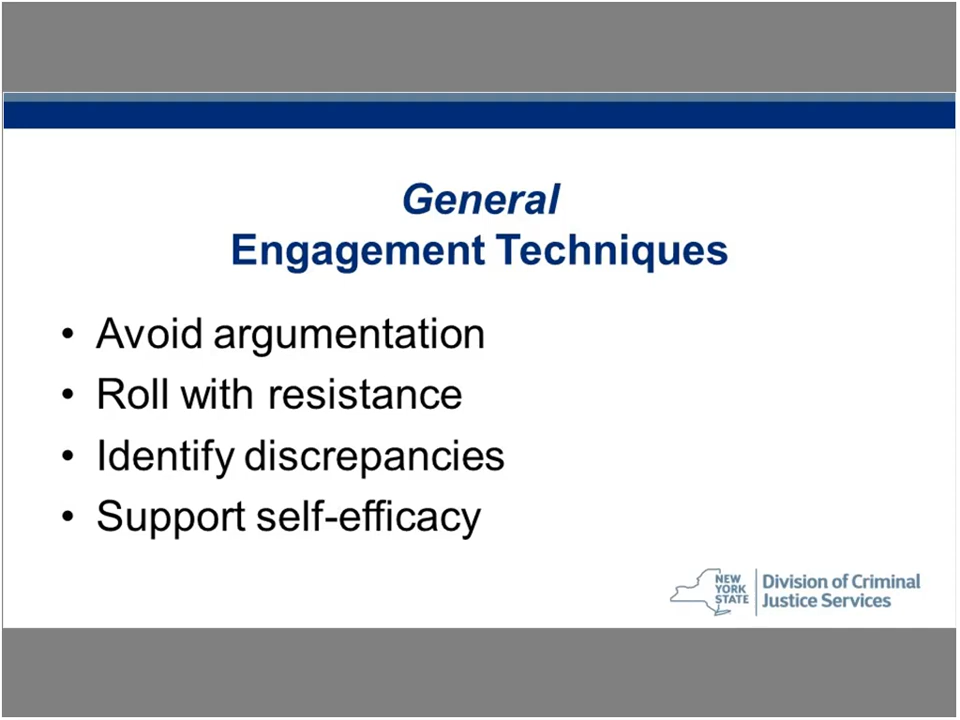 General
Engagement Techniques
• Avoid argumentation
• Roll with resistance
• Identify discrepancies
• Support self-efficacy
NEW
YORK
STATE
Division of Criminal
Justice Services